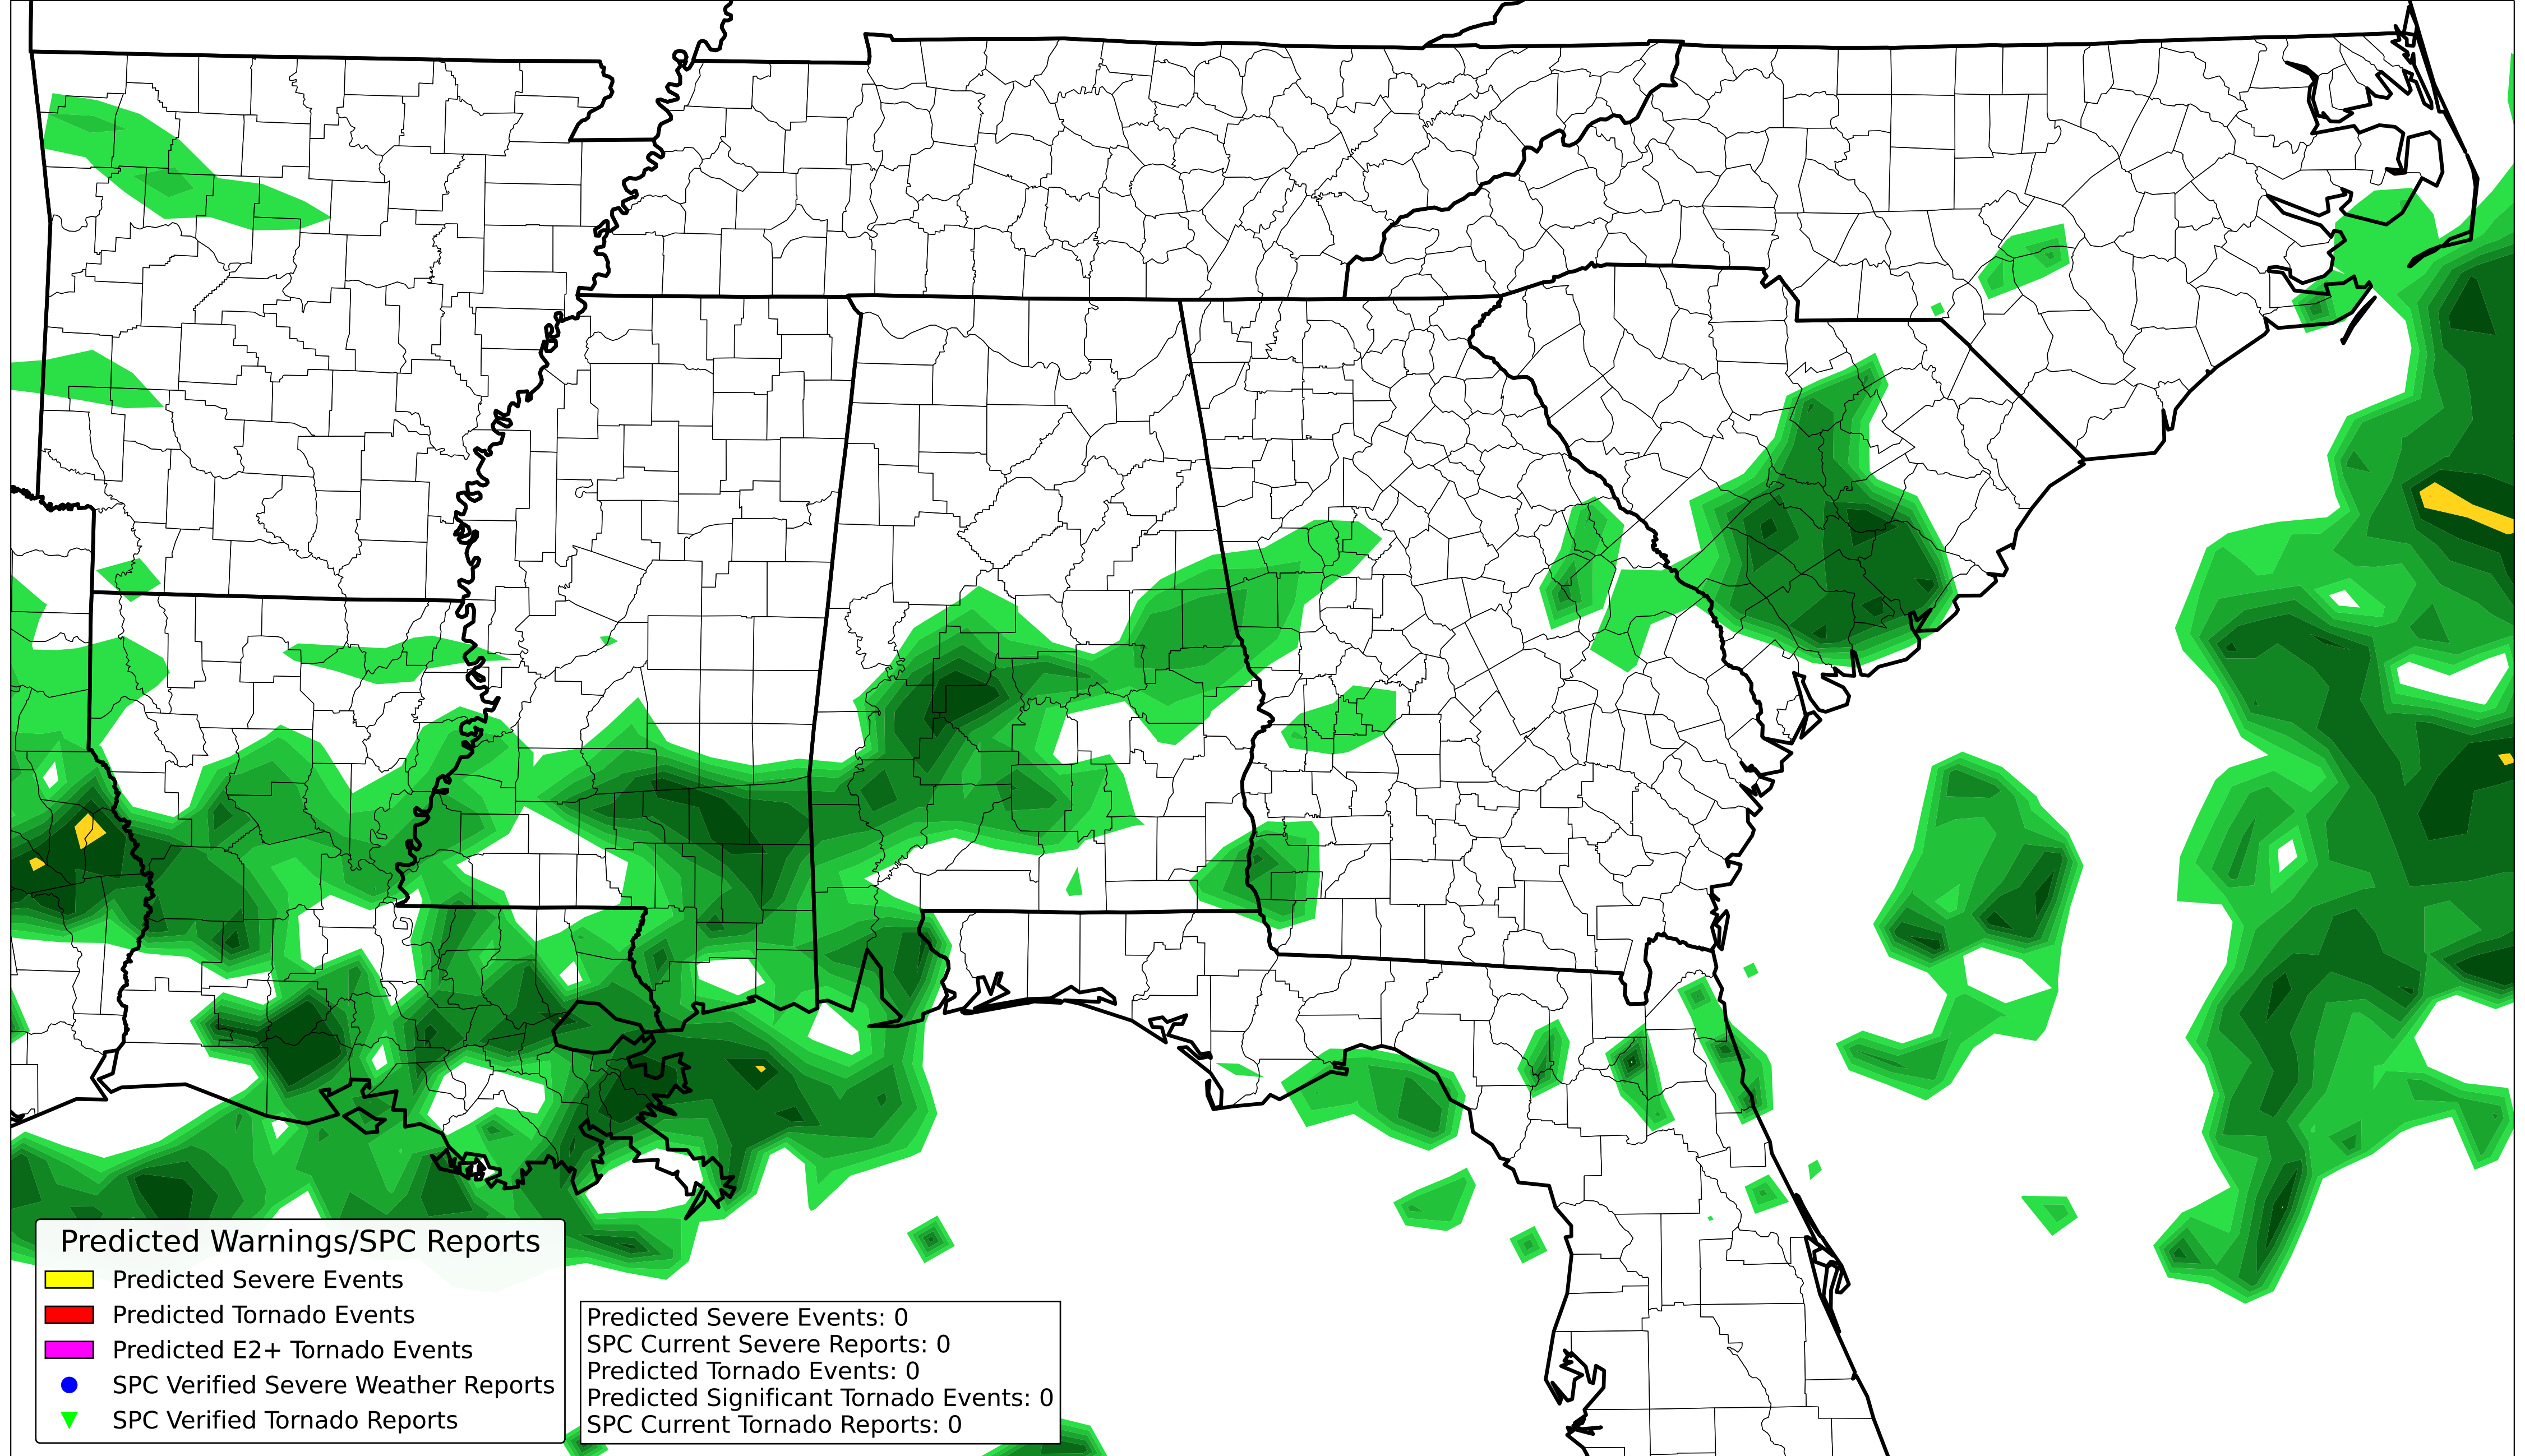 Predicted Warnings/SPC Reports
Predicted Severe Events
Predicted Tornado Events
Predicted E2+ Tornado Events
SPC Verified Severe Weather Reports
SPC Verified Tornado Reports
Predicted Severe Events: 0
SPC Current Severe Reports: 0
Predicted Tornado Events: 0
Predicted Significant Tornado Events: 0
SPC Current Tornado Reports: 0